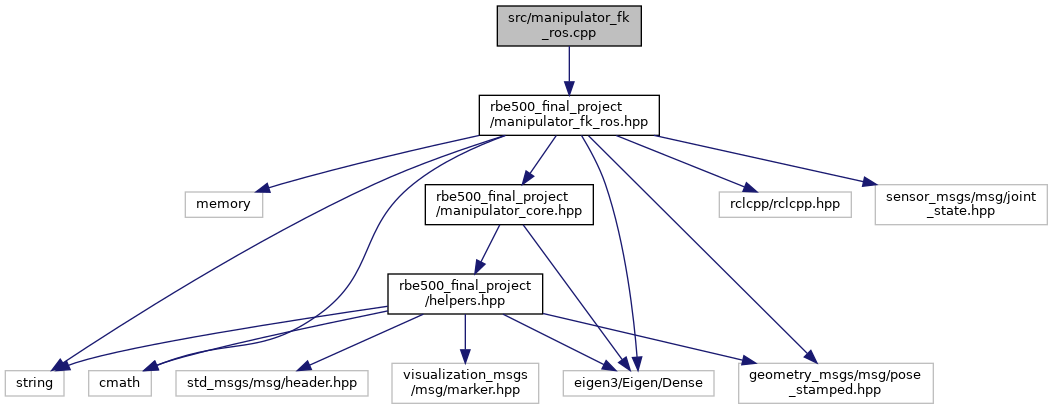 src/manipulator_fk
_ros.cpp
rbe500_final_project
/manipulator_fk_ros.hpp
memory
rbe500_final_project
/manipulator_core.hpp
rclcpp/rclcpp.hpp
sensor_msgs/msg/joint
_state.hpp
rbe500_final_project
/helpers.hpp
string
cmath
std_msgs/msg/header.hpp
visualization_msgs
/msg/marker.hpp
eigen3/Eigen/Dense
geometry_msgs/msg/pose
_stamped.hpp